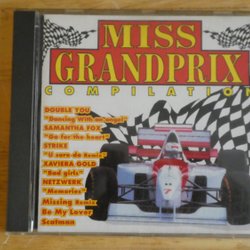 MISS
GRANDPRIX
COMPILATION
DOUBLE YOU
"Dancing With an angel"
SAMANTHA FOX
"Go for the heart"
STRIKE
"U sure do Remix"
XAVIERA GOLD
"Bad girls"
NETZWERK
"Memories"
Missing Remix
Be My Lover
Scatman